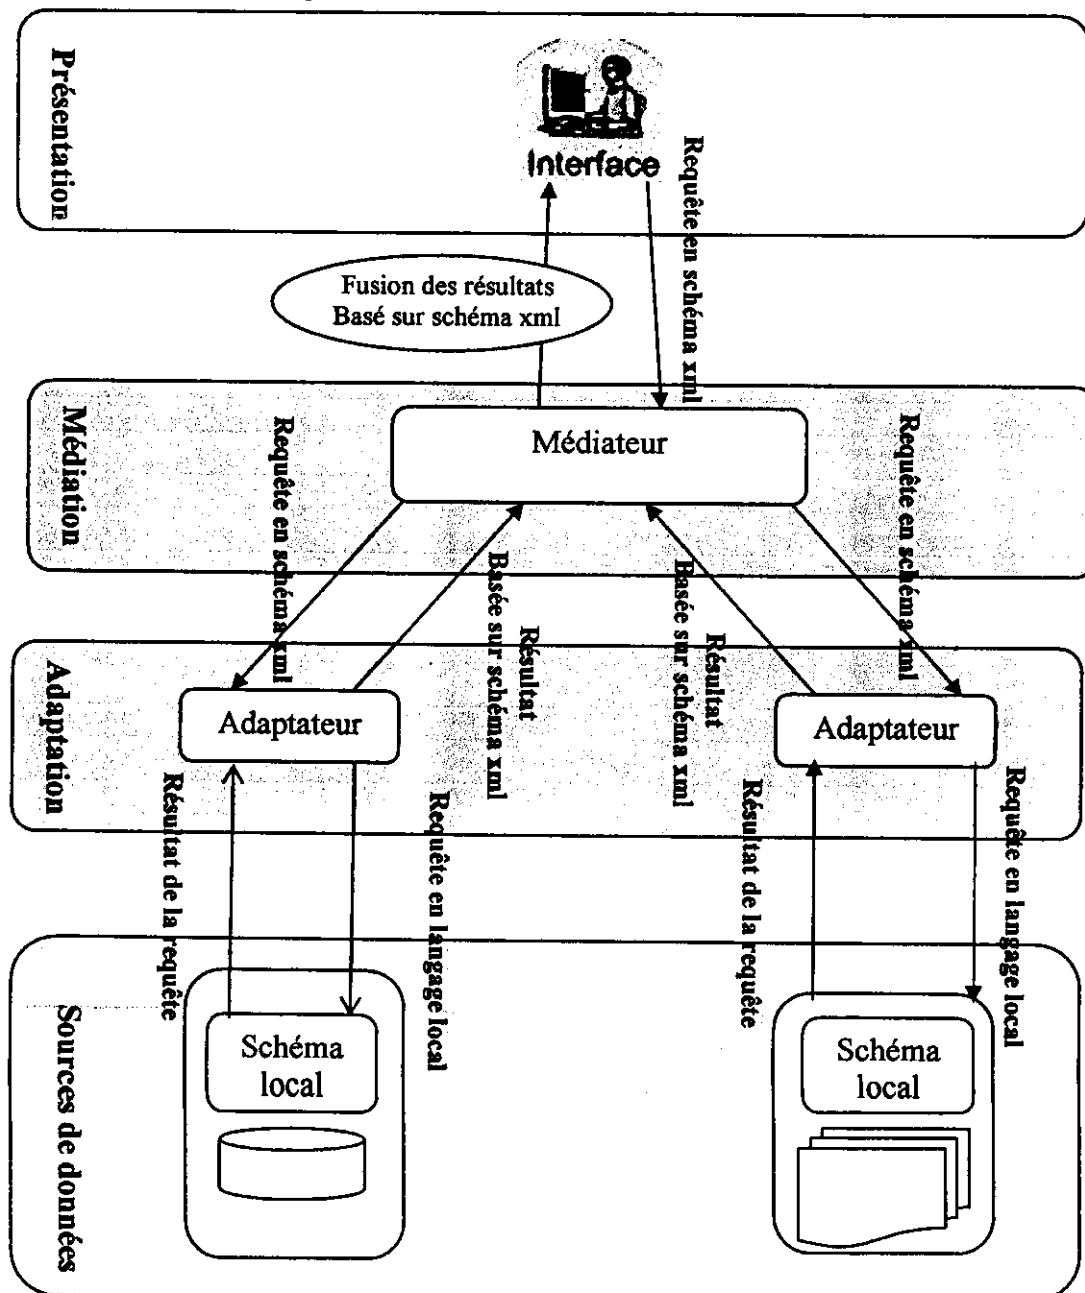 Présentation
Interface
Requête en schéma xml
Fusion des résultats
Basé sur schéma xml
Médiation
Médiateur
Requête en schéma xml
Requête en schéma xml
Résultat
Basée sur schéma xml
Résultat
Basée sur schéma xml
Adaptation
Adaptateur
Adaptateur
Résultat de la requête
Requête en langage local
Résultat de la requête
Requête en langage local
Sources de données
Schéma
local
Schéma
local